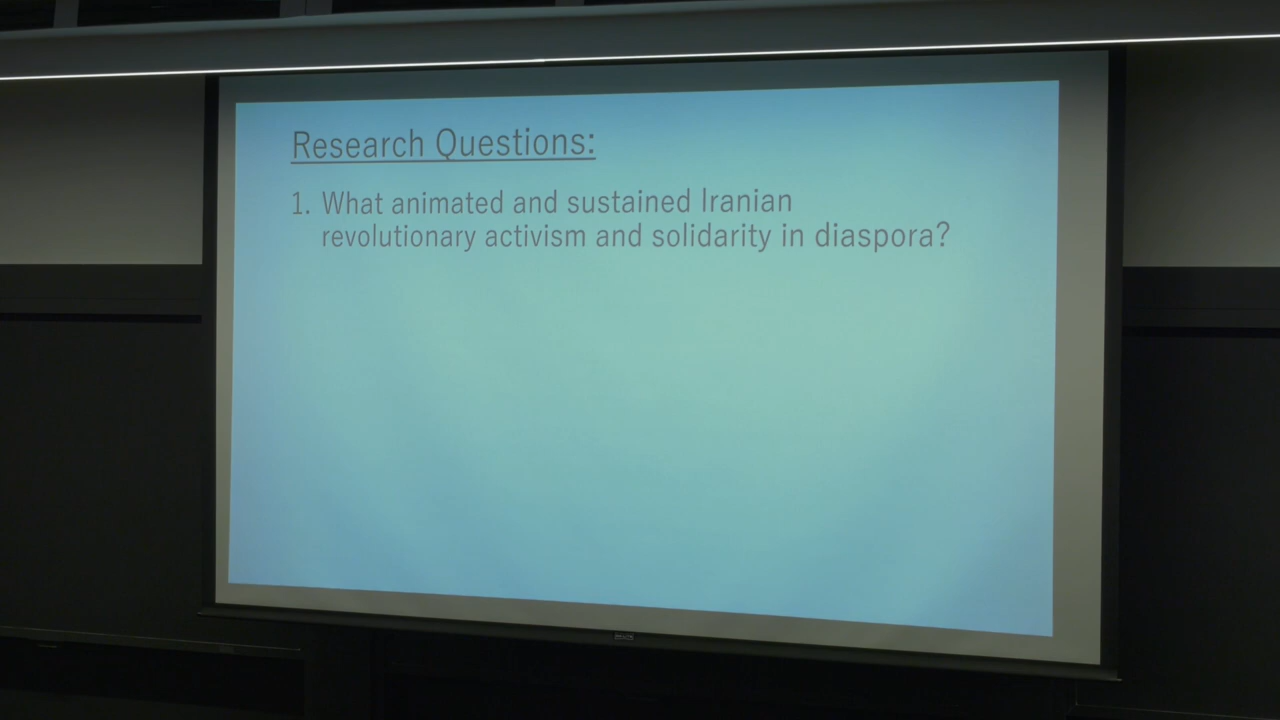 Research Questions:
1. What animated and sustained Iranian
revolutionary activism and solidarity in diaspora?